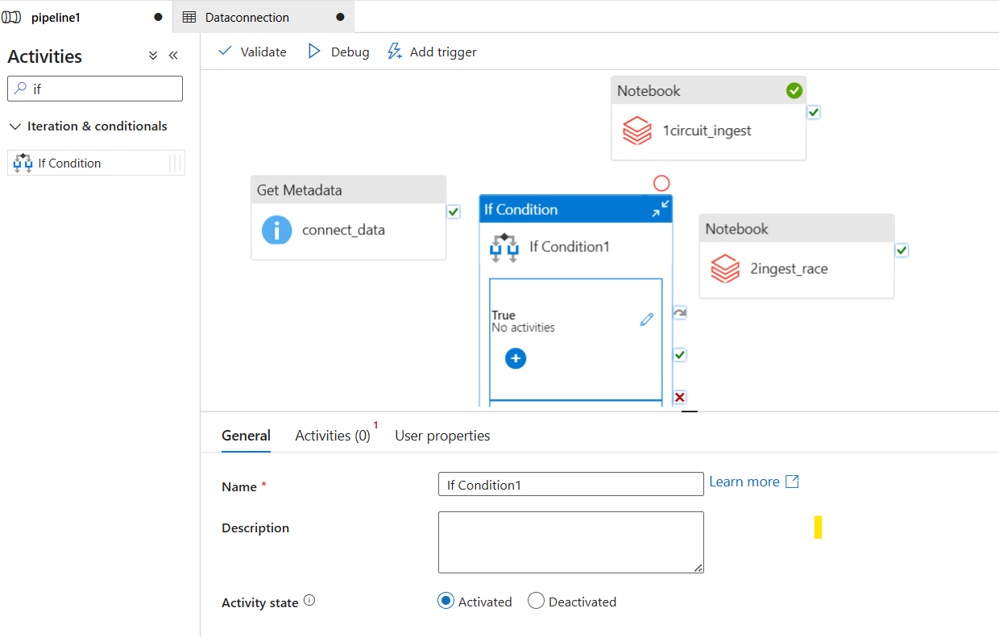 pipeline1
Dataconnection
Activities
if
Iteration & conditionals
If Condition
Validate
Debug
Add trigger
Notebook
1circuit_ingest
Get Metadata
connect_data
If Condition
If Condition1
True
No activities
Notebook
2ingest_race
General
Activities (0) 1
User properties
Name *
If Condition1
Learn more
Description
Activity state
Activated
Deactivated